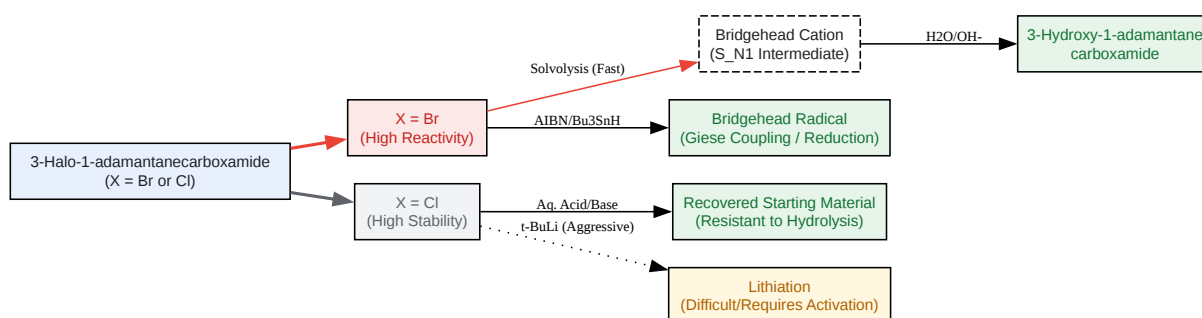 Bridgehead Cation
(S_N1 Intermediate)
H2O/OH-
3-Hydroxy-1-adamantane
carboxamide
Solvolysis (Fast)
X = Br
(High Reactivity)
AIBN/Bu3SnH
Bridgehead Radical
(Giese Coupling / Reduction)
3-Halo-1-adamantanecarboxamide
(X = Br or Cl)
X = Cl
(High Stability)
Aq. Acid/Base
Recovered Starting Material
(Resistant to Hydrolysis)
t-BuLi (Aggressive)
Lithiation
(Difficult/Requires Activation)